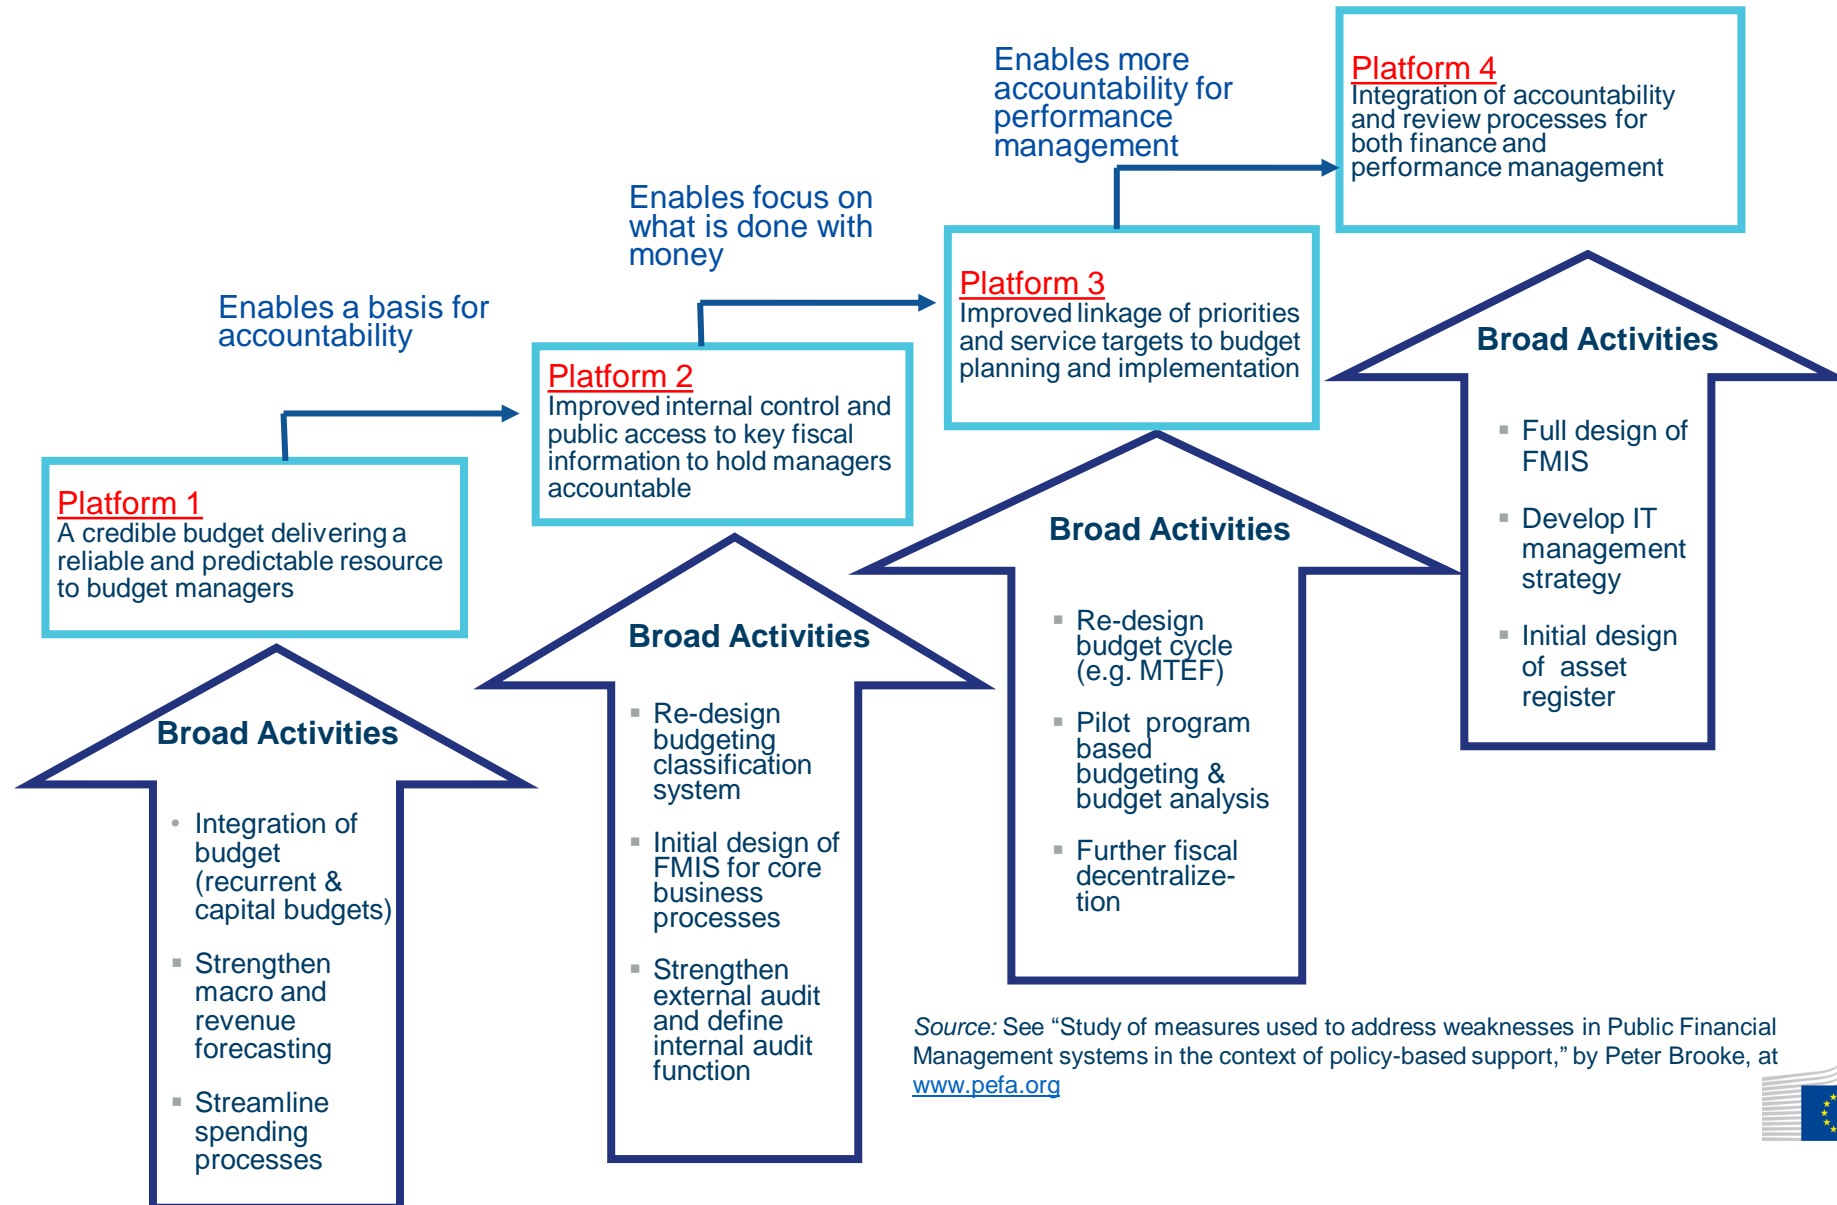 Platform 1
A credible budget delivering a
reliable and predictable resource
to budget managers
Broad Activities
• Integration of
budget
(recurrent &
capital budgets)
▪ Strengthen
macro and
revenue
forecasting
▪ Streamline
spending
processes
Enables a basis for
accountability
Platform 2
Improved internal control and
public access to key fiscal
information to hold managers
accountable
Broad Activities
▪ Re-design
budgeting
classification
system
▪ Initial design of
FMIS for core
business
processes
▪ Strengthen
external audit
and define
internal audit
function
Enables focus on
what is done with
money
Platform 3
Improved linkage of priorities
and service targets to budget
planning and implementation
Broad Activities
▪ Re-design
budget cycle
(e.g. MTEF)
▪ Pilot program
based
budgeting &
budget analysis
▪ Further fiscal
decentralize-
tion
Enables more
accountability for
performance
management
Platform 4
Integration of accountability
and review processes for
both finance and
performance management
Broad Activities
▪ Full design of
FMIS
▪ Develop IT
management
strategy
▪ Initial design
of asset
register
Source: See “Study of measures used to address weaknesses in Public Financial
Management systems in the context of policy-based support,” by Peter Brooke, at
www.pefa.org